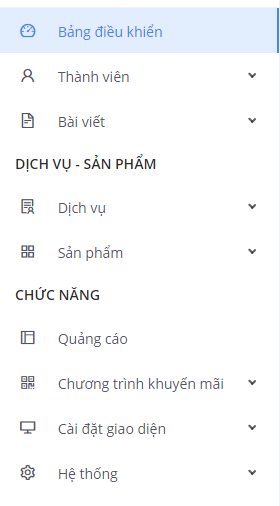 Bảng điều khiển
Thành viên
Bài viết
DỊCH VỤ - SẢN PHẨM
Dịch vụ
Sản phẩm
CHỨC NĂNG
Quảng cáo
Chương trình khuyến mãi
Cài đặt giao diện
Hệ thống